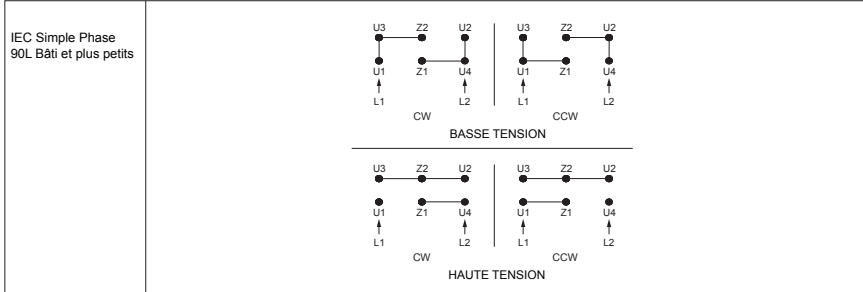 IEC Simple Phase
90L Bâti et plus petits
U3 Z2 U2 U3 Z2 U2
U1 Z1 U4 U1 Z1 U4
L1 L2 L1 L2
CW CCW
BASSE TENSION
U3 Z2 U2 U3 Z2 U2
U1 Z1 U4 U1 Z1 U4
L1 L2 L1 L2
CW CCW
HAUTE TENSION